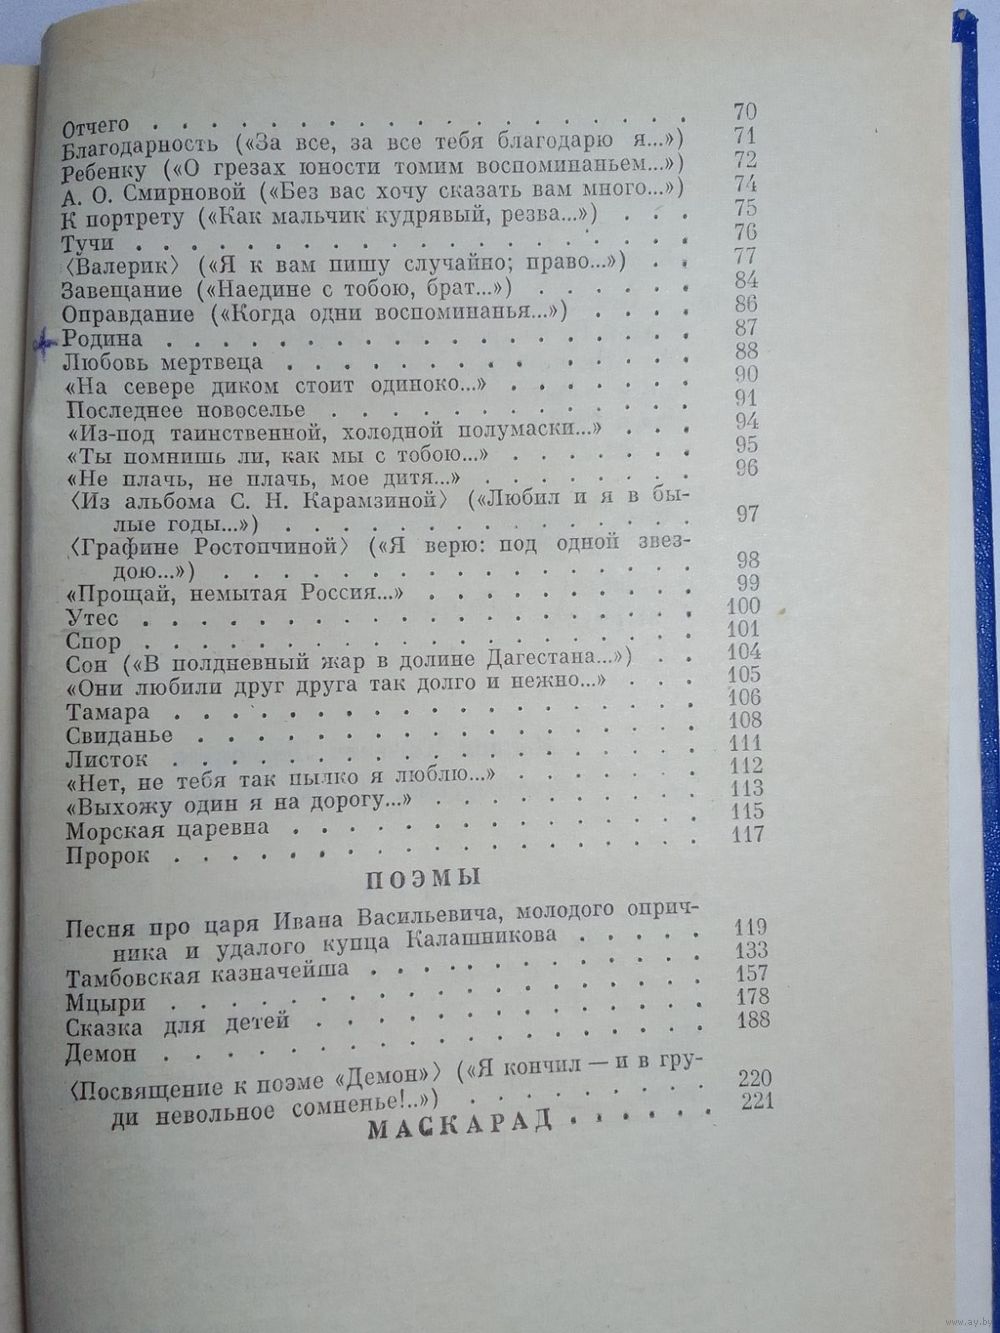 Отчего . . . . . . . . . . . . . . . . . . . 70
Благодарность («За все, за все тебя благодарю я...») 71
Ребенку («О грезах юности томим воспоминаньем...») 72
А. О. Смирновой («Без вас хочу сказать вам много...») 74
К портрету («Как мальчик кудрявый, резва...») . . . 75
Тучи . . . . . . . . . . . . . . . . . . . . 76
〈Валерик〉 («Я к вам пишу случайно; право...») . . 77
Завещание («Наедине с тобою, брат...») . . . . . . 84
Оправдание («Когда одни воспоминанья...») . . . . 86
Родина . . . . . . . . . . . . . . . . . . . 87
Любовь мертвеца . . . . . . . . . . . . . . 88
«На севере диком стоит одиноко...» . . . . . . . 90
Последнее новоселье . . . . . . . . . . . . . 91
«Из-под таинственной, холодной полумаски...» . . . 94
«Ты помнишь ли, как мы с тобою...» . . . . . . . 95
«Не плачь, не плачь, мое дитя...» . . . . . . . . 96
〈Из альбома С. Н. Карамзиной〉 («Любил и я в бы-
лые годы...») . . . . . . . . . . . . . . . 97
〈Графине Ростопчиной〉 («Я верю: под одной звез-
дою...») . . . . . . . . . . . . . . . . . 98
«Прощай, немытая Россия...» . . . . . . . . . . 99
Утес . . . . . . . . . . . . . . . . . . . . 100
Спор . . . . . . . . . . . . . . . . . . . . 101
Сон («В полдневный жар в долине Дагестана...») . . 104
«Они любили друг друга так долго и нежно...» . . . 105
Тамара . . . . . . . . . . . . . . . . . . . 106
Свиданье . . . . . . . . . . . . . . . . . . 108
Листок . . . . . . . . . . . . . . . . . . . 111
«Нет, не тебя так пылко я люблю...» . . . . . . . 112
«Выхожу один я на дорогу...» . . . . . . . . . . 113
Морская царевна . . . . . . . . . . . . . . 115
Пророк . . . . . . . . . . . . . . . . . . . 117
ПОЭМЫ
Песня про царя Ивана Васильевича, молодого оприч-
ника и удалого купца Калашникова . . . . . 119
Тамбовская казначейша . . . . . . . . . . . . 133
Мцыри . . . . . . . . . . . . . . . . . . . 157
Сказка для детей . . . . . . . . . . . . . . 178
Демон . . . . . . . . . . . . . . . . . . . 188
〈Посвящение к поэме «Демон»〉 («Я кончил — и в гру-
ди невольное сомненье!..») . . . . . . . . . 220
МАСКАРАД . . . . . . 221
www.ay.by